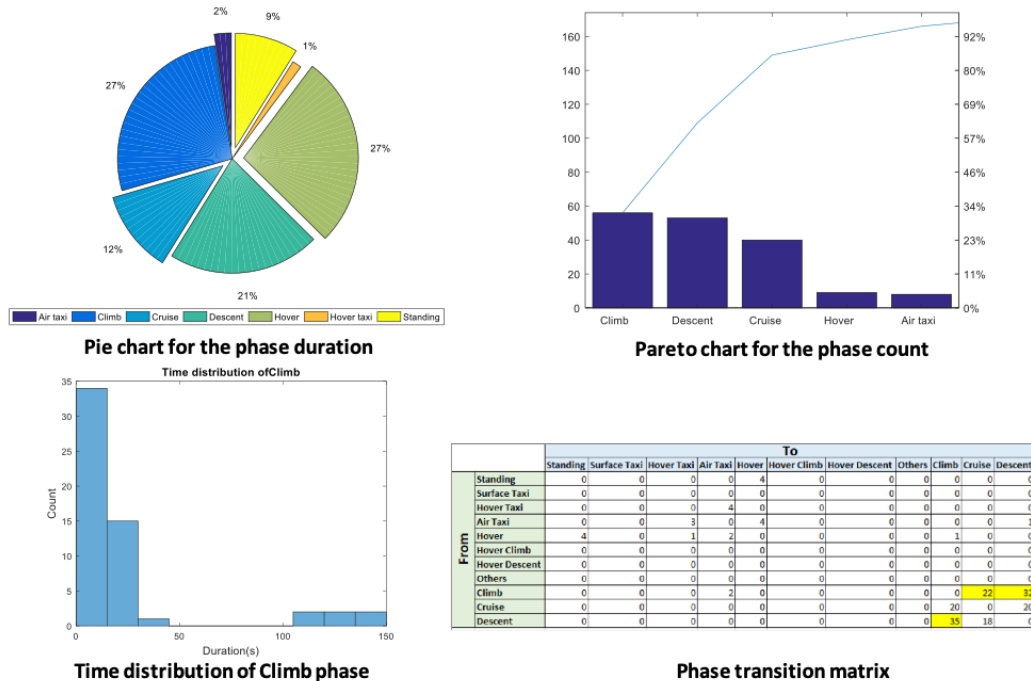 2%
9%
1%
27%
27%
12%
21%
Air taxi Climb Cruise Descent Hover Hover taxi Standing
Pie chart for the phase duration
160
140
120
100
80
60
40
20
0
92%
80%
69%
57%
46%
34%
23%
11%
0%
Climb Descent Cruise Hover Air taxi
Pareto chart for the phase count
Time distribution ofClimb
35
30
25
20
15
10
5
0
Count
0 50 100 150
Duration(s)
Time distribution of Climb phase
To
Standing Surface Taxi Hover Taxi Air Taxi Hover Hover Climb Hover Descent Others Climb Cruise Descent
From
Standing 0 0 0 0 4 0 0 0 0 0 0
Surface Taxi 0 0 0 0 0 0 0 0 0 0 0
Hover Taxi 0 0 0 4 0 0 0 0 0 0 0
Air Taxi 0 0 3 0 4 0 0 0 0 0 1
Hover 4 0 1 2 0 0 0 0 1 0 0
Hover Climb 0 0 0 0 0 0 0 0 0 0 0
Hover Descent 0 0 0 0 0 0 0 0 0 0 0
Others 0 0 0 0 0 0 0 0 0 0 0
Climb 0 0 0 2 0 0 0 0 0 22 32
Cruise 0 0 0 0 0 0 0 0 20 0 20
Descent 0 0 0 0 0 0 0 0 35 18 0
Phase transition matrix